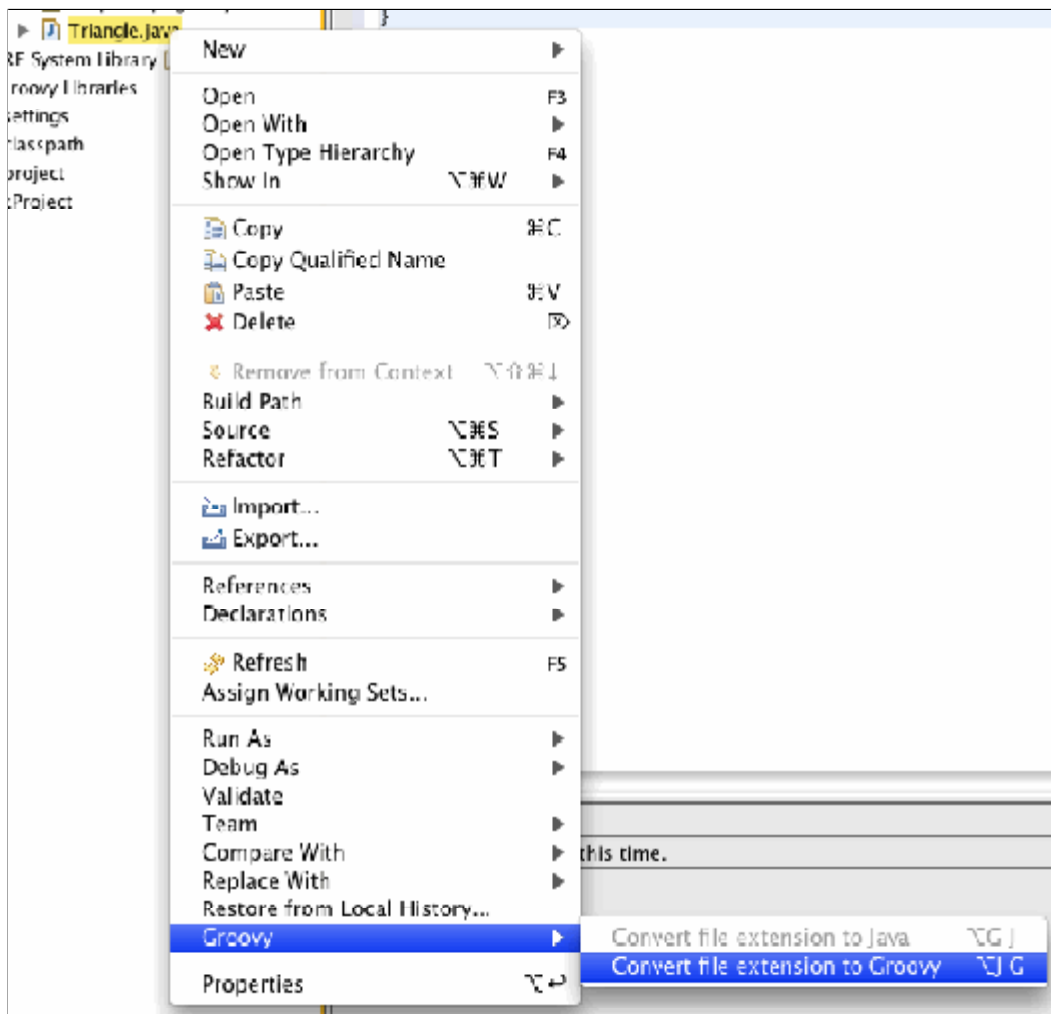 }
Triangle.java
RE System Library
roovy Libraries
settings
classpath
project
:Project
New
Open F3
Open With
Open Type Hierarchy F4
Show In ⌥⌘W
Copy ⌘C
Copy Qualified Name
Paste ⌘V
Delete ⌦
Remove from Context ⌥⇧⌘↓
Build Path
Source ⌥⌘S
Refactor ⌥⌘T
Import...
Export...
References
Declarations
Refresh F5
Assign Working Sets...
Run As
Debug As
Validate
Team
Compare With
this time.
Replace With
Restore from Local History...
Groovy
Convert file extension to Java ⌥G J
Convert file extension to Groovy ⌥J G
Properties ⌥↩